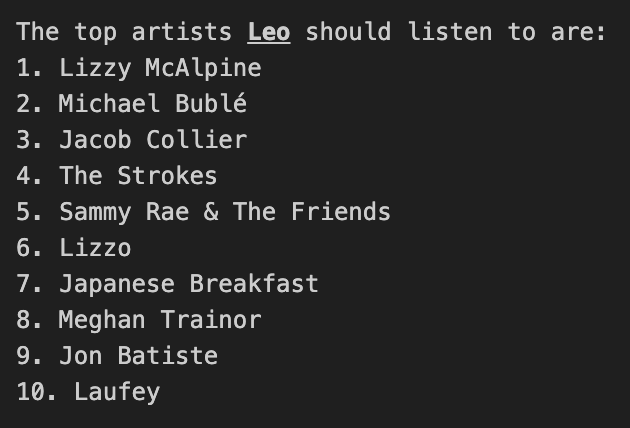 The top artists Leo should listen to are:
1. Lizzy McAlpine
2. Michael Bublé
3. Jacob Collier
4. The Strokes
5. Sammy Rae & The Friends
6. Lizzo
7. Japanese Breakfast
8. Meghan Trainor
9. Jon Batiste
10. Laufey